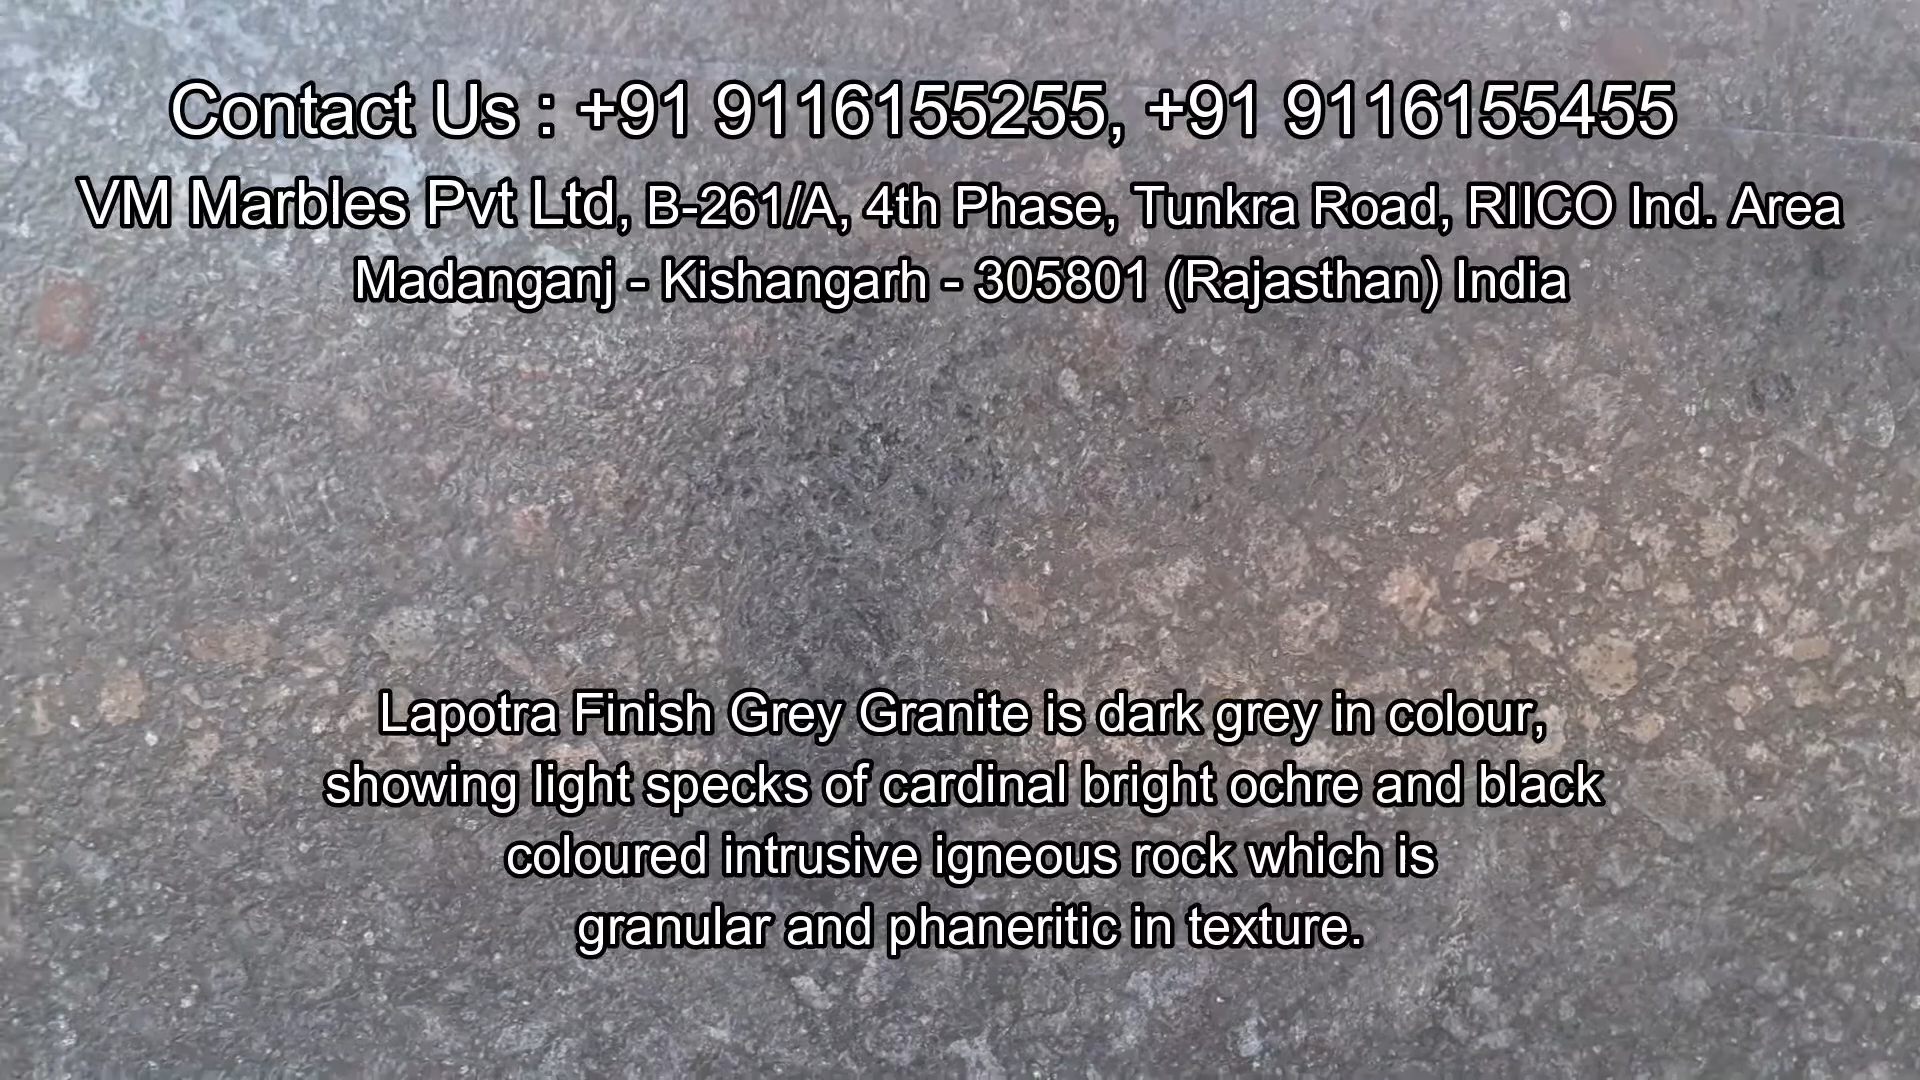 Contact Us : +91 9116155255, +91 9116155455
VM Marbles Pvt Ltd, B-261/A, 4th Phase, Tunkra Road, RIICO Ind. Area
Madanganj - Kishangarh - 305801 (Rajasthan) India
Lapotra Finish Grey Granite is dark grey in colour,
showing light specks of cardinal bright ochre and black
coloured intrusive igneous rock which is
granular and phaneritic in texture.